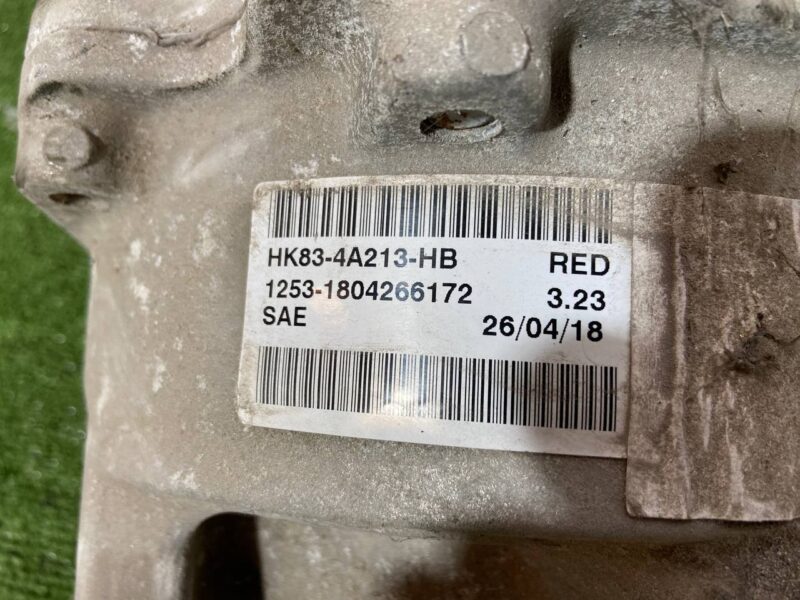 HK83-4A213-HB RED
1253-1804266172 3.23
SAE 26/04/18